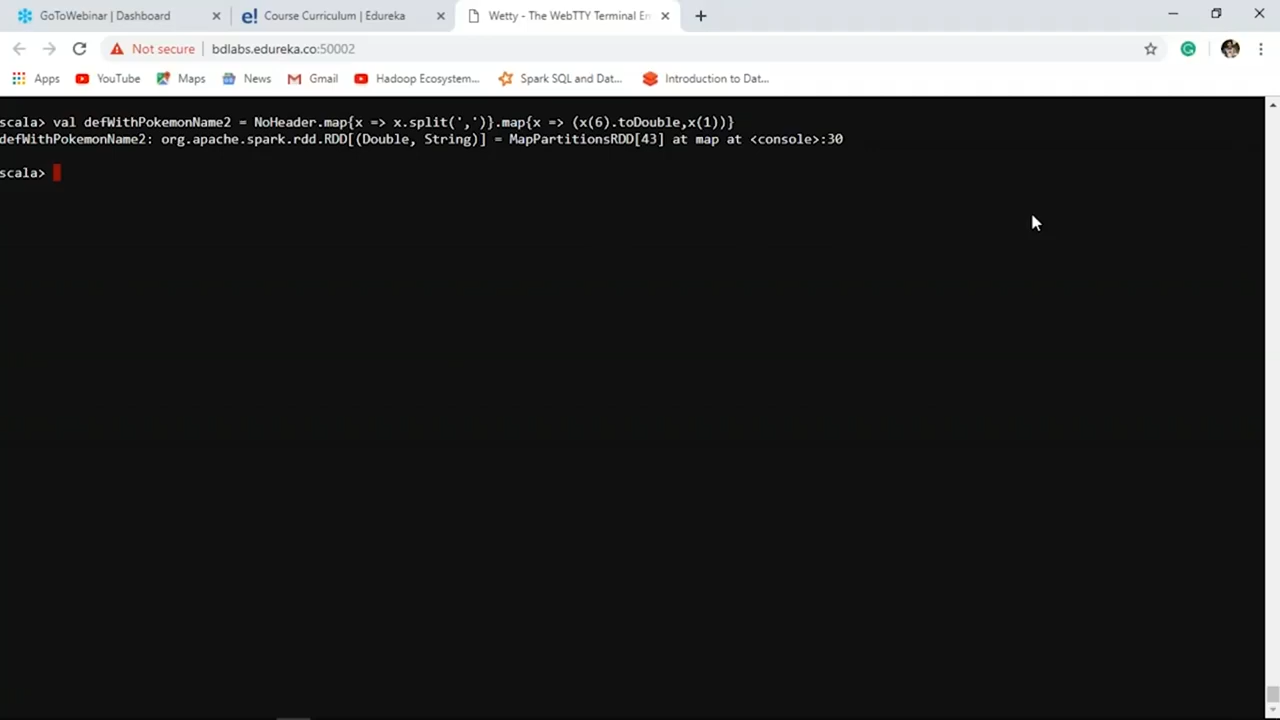 GoToWebinar | Dashboard
Course Curriculum | Edureka
Wetty - The WebTTY Terminal En
Not secure | bdlabs.edureka.co:50002
Apps YouTube Maps News Gmail Hadoop Ecosystem... Spark SQL and Dat... Introduction to Dat...
scala> val defWithPokemonName2 = NoHeader.map{x => x.split(',')}.map{x => (x(6).toDouble,x(1))}
defWithPokemonName2: org.apache.spark.rdd.RDD[(Double, String)] = MapPartitionsRDD[43] at map at <console>:30
scala>